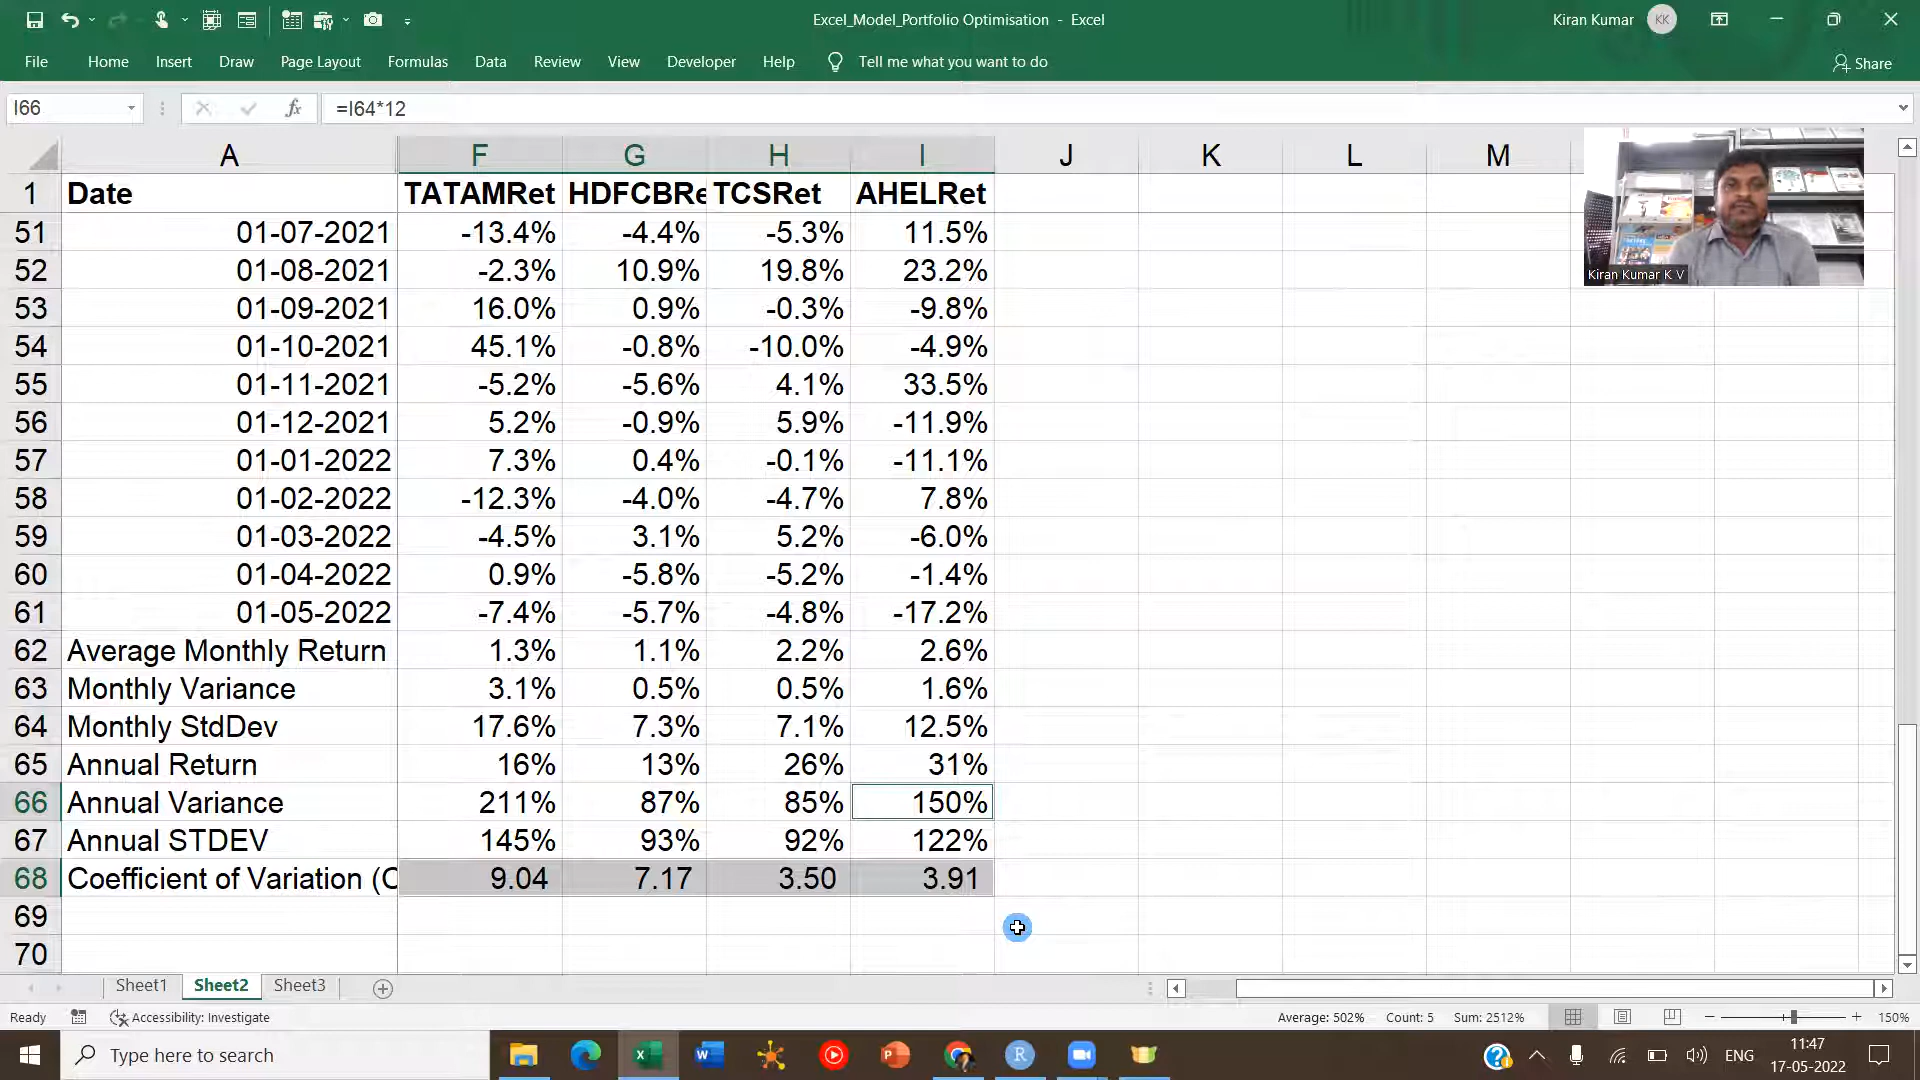 Excel_Model_Portfolio Optimisation - Excel
Kiran Kumar KK
File Home Insert Draw Page Layout Formulas Data Review View Developer Help Tell me what you want to do Share
I66 fx =I64*12
A F G H I J K L M
1 Date TATAMRet HDFCBRe TCSRet AHELRet
51 01-07-2021 -13.4% -4.4% -5.3% 11.5%
52 01-08-2021 -2.3% 10.9% 19.8% 23.2%
53 01-09-2021 16.0% 0.9% -0.3% -9.8%
54 01-10-2021 45.1% -0.8% -10.0% -4.9%
55 01-11-2021 -5.2% -5.6% 4.1% 33.5%
56 01-12-2021 5.2% -0.9% 5.9% -11.9%
57 01-01-2022 7.3% 0.4% -0.1% -11.1%
58 01-02-2022 -12.3% -4.0% -4.7% 7.8%
59 01-03-2022 -4.5% 3.1% 5.2% -6.0%
60 01-04-2022 0.9% -5.8% -5.2% -1.4%
61 01-05-2022 -7.4% -5.7% -4.8% -17.2%
62 Average Monthly Return 1.3% 1.1% 2.2% 2.6%
63 Monthly Variance 3.1% 0.5% 0.5% 1.6%
64 Monthly StdDev 17.6% 7.3% 7.1% 12.5%
65 Annual Return 16% 13% 26% 31%
66 Annual Variance 211% 87% 85% 150%
67 Annual STDEV 145% 93% 92% 122%
68 Coefficient of Variation (C 9.04 7.17 3.50 3.91
69
70
Kiran Kumar K V
Sheet1 Sheet2 Sheet3
Ready Accessibility: Investigate Average: 502% Count: 5 Sum: 2512% 150%
Type here to search
ENG
11:47
17-05-2022